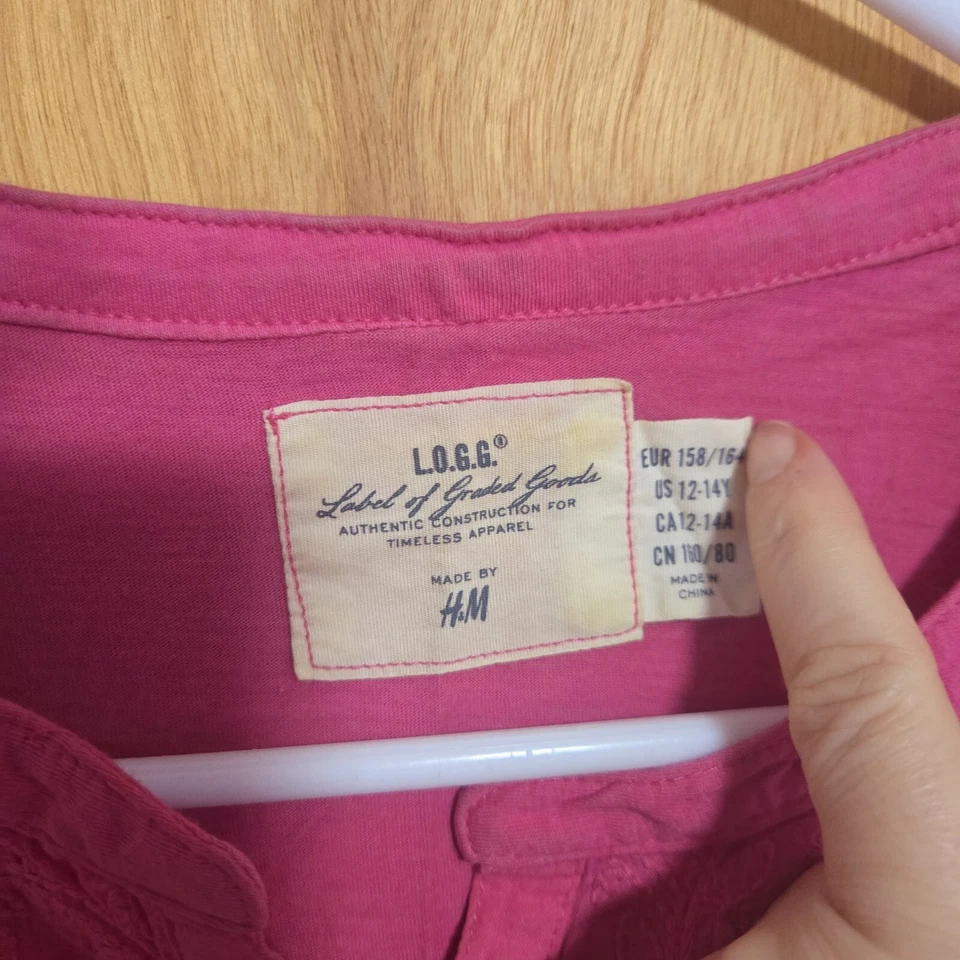 L.O.G.G.®
Label of Graded Goods
AUTHENTIC CONSTRUCTION FOR
TIMELESS APPAREL
MADE BY
H&M
EUR 158/164
US 12-14Y
CA 12-14A
CN 160/80
MADE IN
CHINA